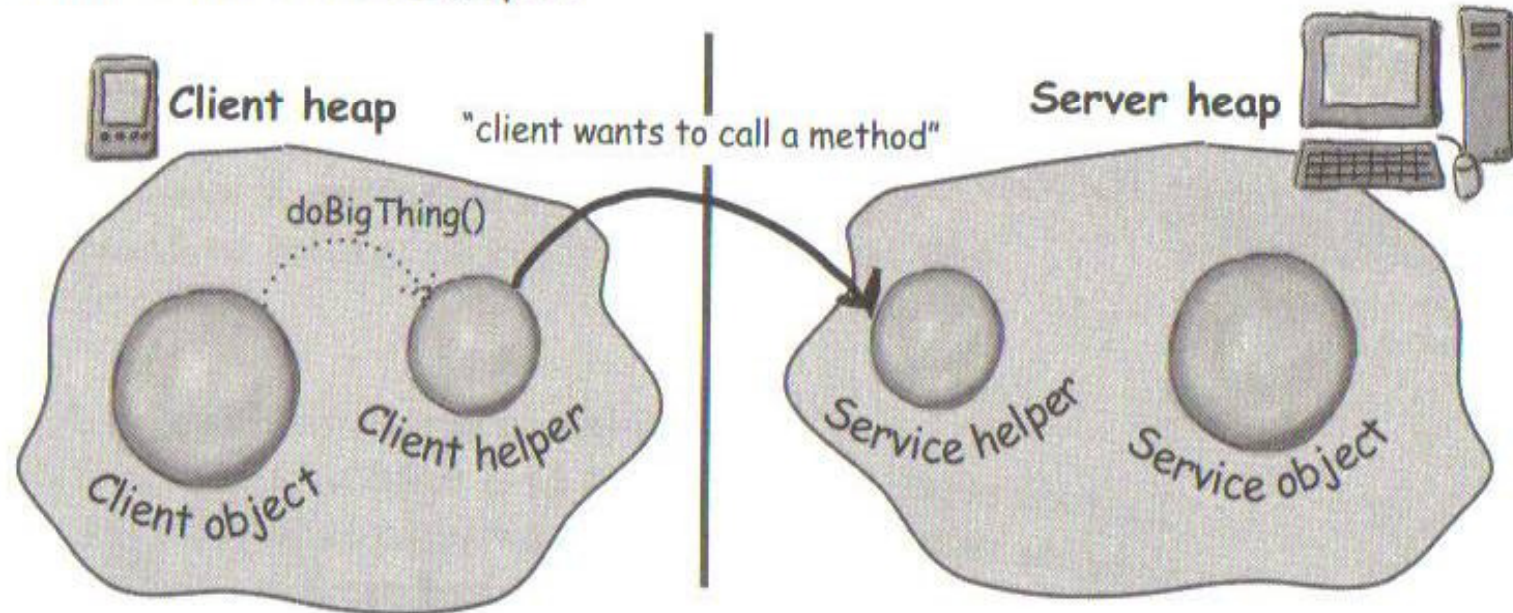 Client heap
Server heap
"client wants to call a method"
doBigThing()
Client helper
Client object
Service helper
Service object